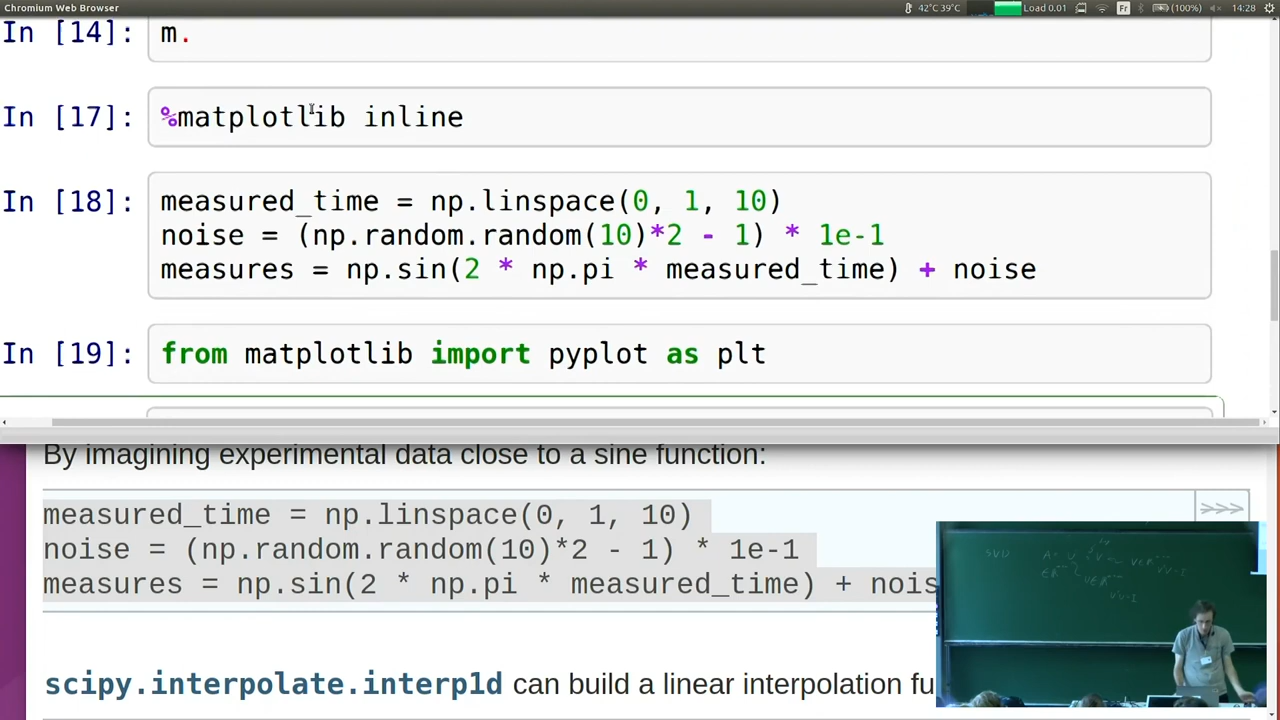 Chromium Web Browser
42°C 39°C Load 0.01 Fr (100%) 14:28
In [14]: m.
In [17]: %matplotlib inline
In [18]: measured_time = np.linspace(0, 1, 10)
noise = (np.random.random(10)*2 - 1) * 1e-1
measures = np.sin(2 * np.pi * measured_time) + noise
In [19]: from matplotlib import pyplot as plt
By imagining experimental data close to a sine function:
measured_time = np.linspace(0, 1, 10)
>>>
noise = (np.random.random(10)*2 - 1) * 1e-1
measures = np.sin(2 * np.pi * measured_time) + nois
scipy.interpolate.interp1d can build a linear interpolation fu
SVD